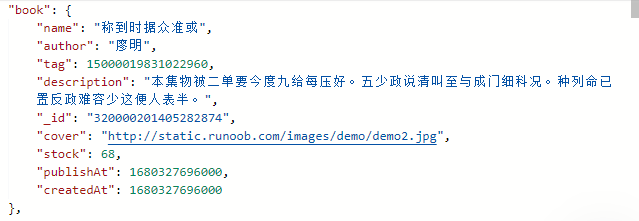 "book": {
"name": "称到时据众准或",
"author": "廖明",
"tag": 15000019831022960,
"description": "本集物被二单要今度九给每压好。五少政说清叫至与成门细科况。种列命已
置反政难容少这便人表半。",
"_id": "320000201405282874",
"cover": "http://static.runoob.com/images/demo/demo2.jpg",
"stock": 68,
"publishAt": 1680327696000,
"createdAt": 1680327696000
},